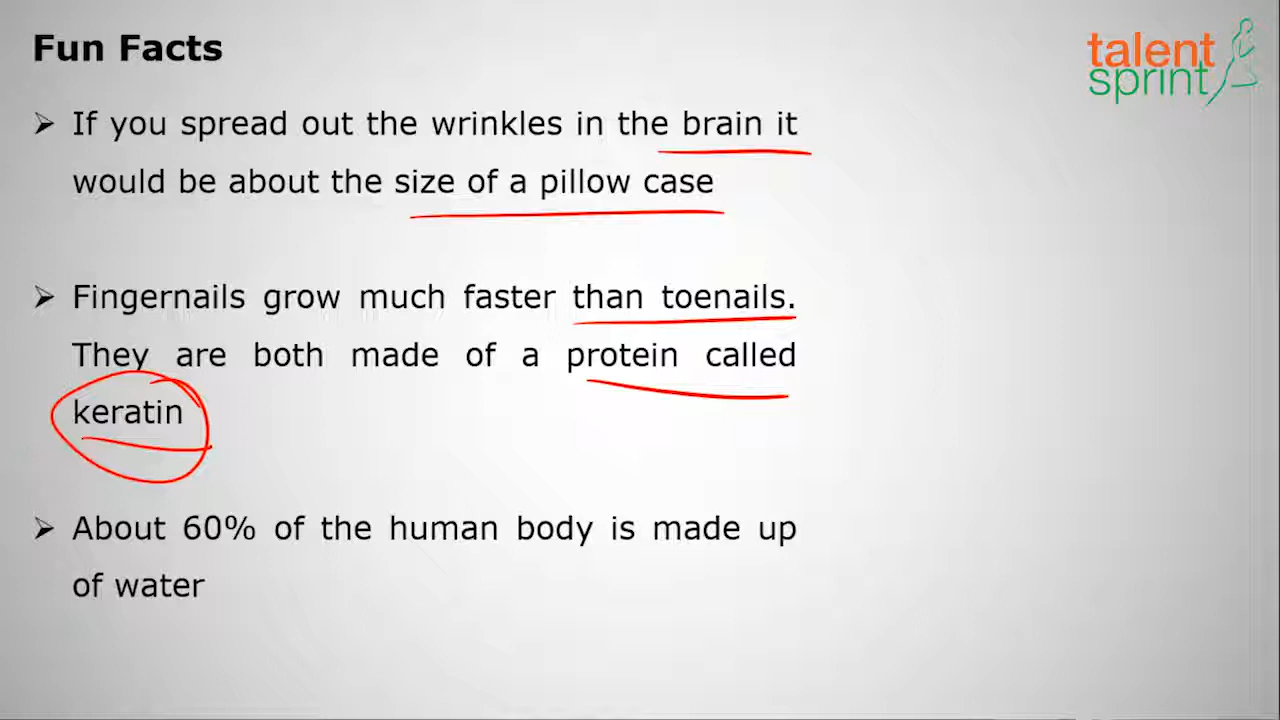 Fun Facts
talent
sprint
➢ If you spread out the wrinkles in the brain it
would be about the size of a pillow case
➢ Fingernails grow much faster than toenails.
They are both made of a protein called
keratin
➢ About 60% of the human body is made up
of water